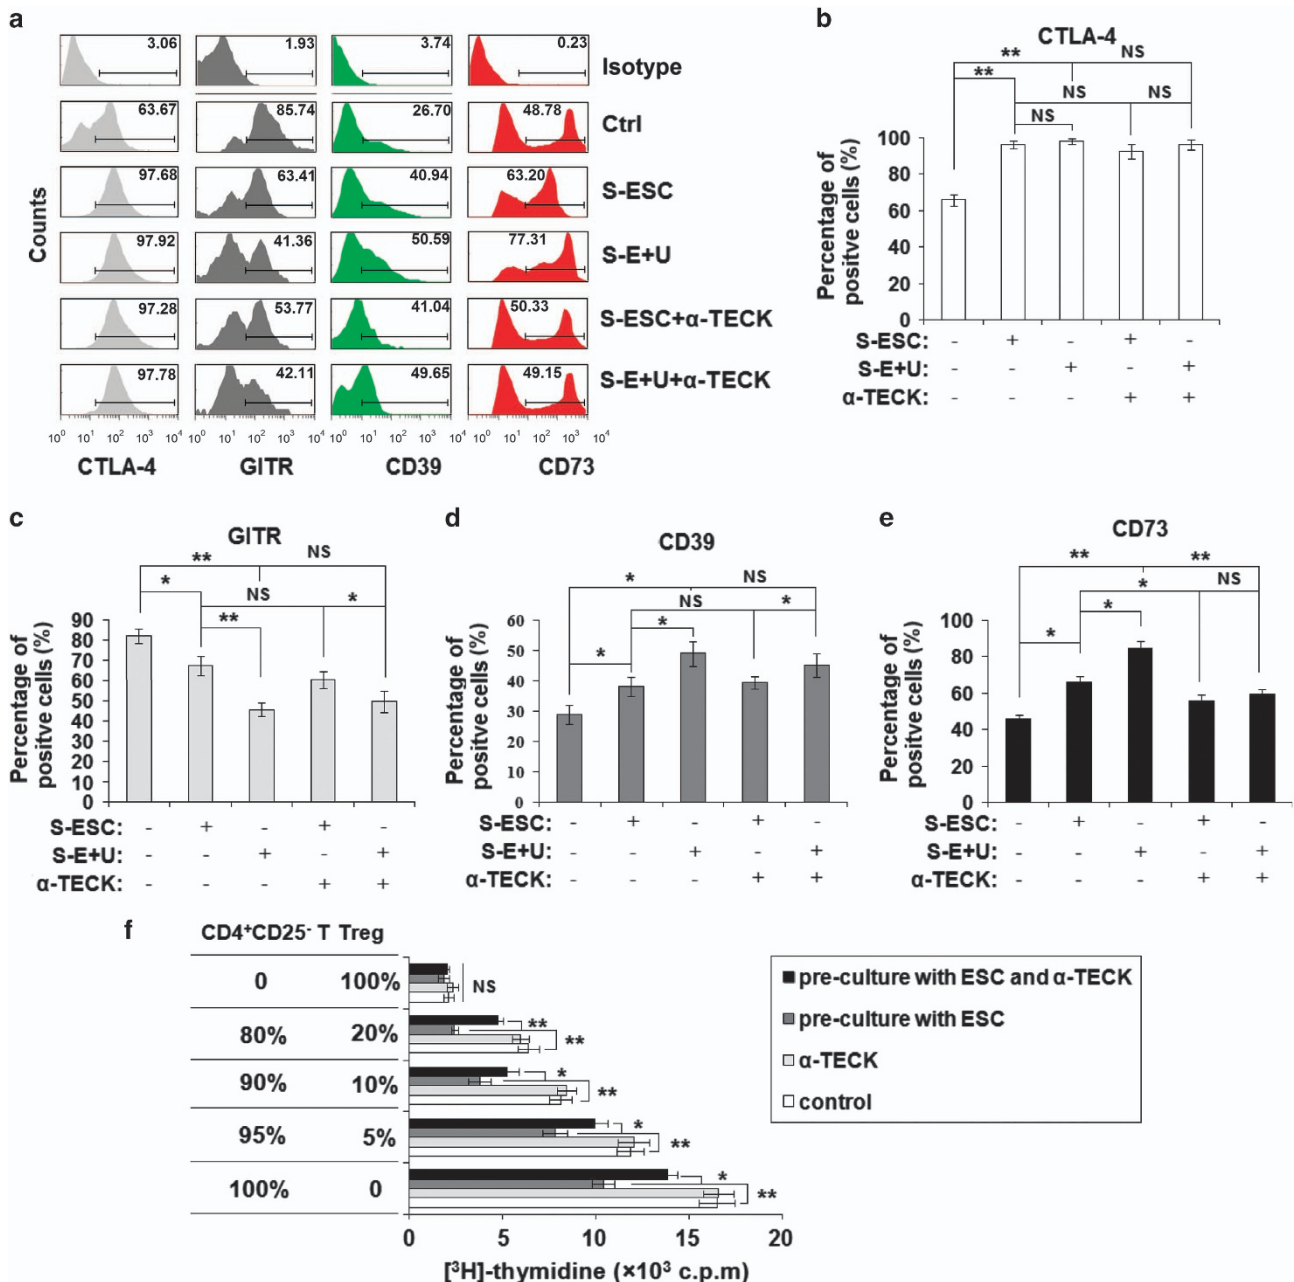 a
3.06 1.93 3.74 0.23 Isotype
63.67 85.74 26.70 48.78 Ctrl
97.68 63.41 40.94 63.20 S-ESC
97.92 41.36 50.59 77.31 S-E+U
97.28 53.77 41.04 50.33 S-ESC+α-TECK
97.78 42.11 49.65 49.15 S-E+U+α-TECK
Counts
10⁰ 10¹ 10² 10³ 10⁴ 10⁰ 10¹ 10² 10³ 10⁴ 10⁰ 10¹ 10² 10³ 10⁴ 10⁰ 10¹ 10² 10³ 10⁴
CTLA-4 GITR CD39 CD73
b
CTLA-4
** NS
** NS NS
NS
Percentage of
positve cells (%)
100
80
60
40
20
0
S-ESC: - + - + -
S-E+U: - - + - +
α-TECK: - - - + +
c
GITR
** NS
* NS *
**
Percentage of
positve cells (%)
90
80
70
60
50
40
30
20
10
0
S-ESC: - + - + -
S-E+U: - - + - +
α-TECK: - - - + +
d
CD39
* NS
NS *
* *
Percentage of
positve cells (%)
60
50
40
30
20
10
0
S-ESC: - + - + -
S-E+U: - - + - +
α-TECK: - - - + +
e
CD73
** **
* NS
* *
Percentage of
positve cells (%)
100
80
60
40
20
0
S-ESC: - + - + -
S-E+U: - - + - +
α-TECK: - - - + +
f
CD4⁺CD25⁻ T Treg
0 100% NS
80% 20% ** **
90% 10% * **
95% 5% * **
100% 0 * **
0 5 10 15 20
[³H]-thymidine (×10³ c.p.m)
pre-culture with ESC and α-TECK
pre-culture with ESC
α-TECK
control